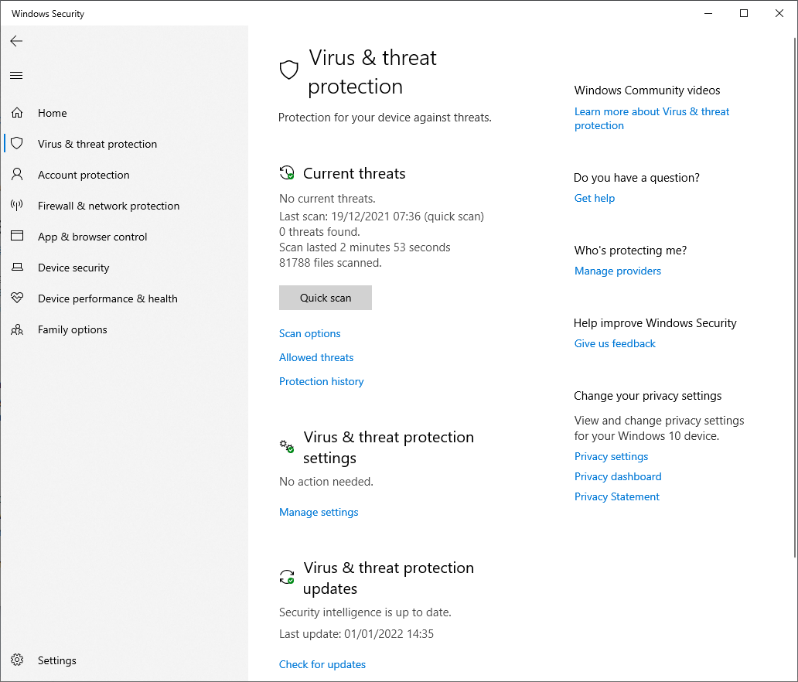 Windows Security
Home
Virus & threat protection
Account protection
Firewall & network protection
App & browser control
Device security
Device performance & health
Family options
Settings
Virus & threat
protection
Protection for your device against threats.
Current threats
No current threats.
Last scan: 19/12/2021 07:36 (quick scan)
0 threats found.
Scan lasted 2 minutes 53 seconds
81788 files scanned.
Quick scan
Scan options
Allowed threats
Protection history
Virus & threat protection
settings
No action needed.
Manage settings
Virus & threat protection
updates
Security intelligence is up to date.
Last update: 01/01/2022 14:35
Check for updates
Windows Community videos
Learn more about Virus & threat
protection
Do you have a question?
Get help
Who's protecting me?
Manage providers
Help improve Windows Security
Give us feedback
Change your privacy settings
View and change privacy settings
for your Windows 10 device.
Privacy settings
Privacy dashboard
Privacy Statement